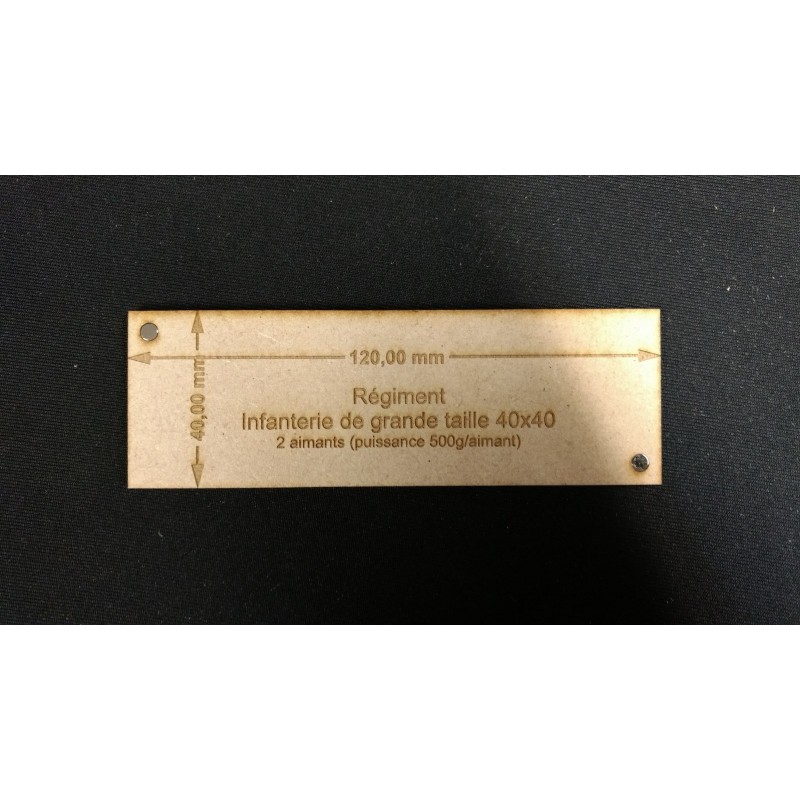 120,00 mm
40,00 mm
Régiment
Infanterie de grande taille 40x40
2 aimants (puissance 500g/aimant)